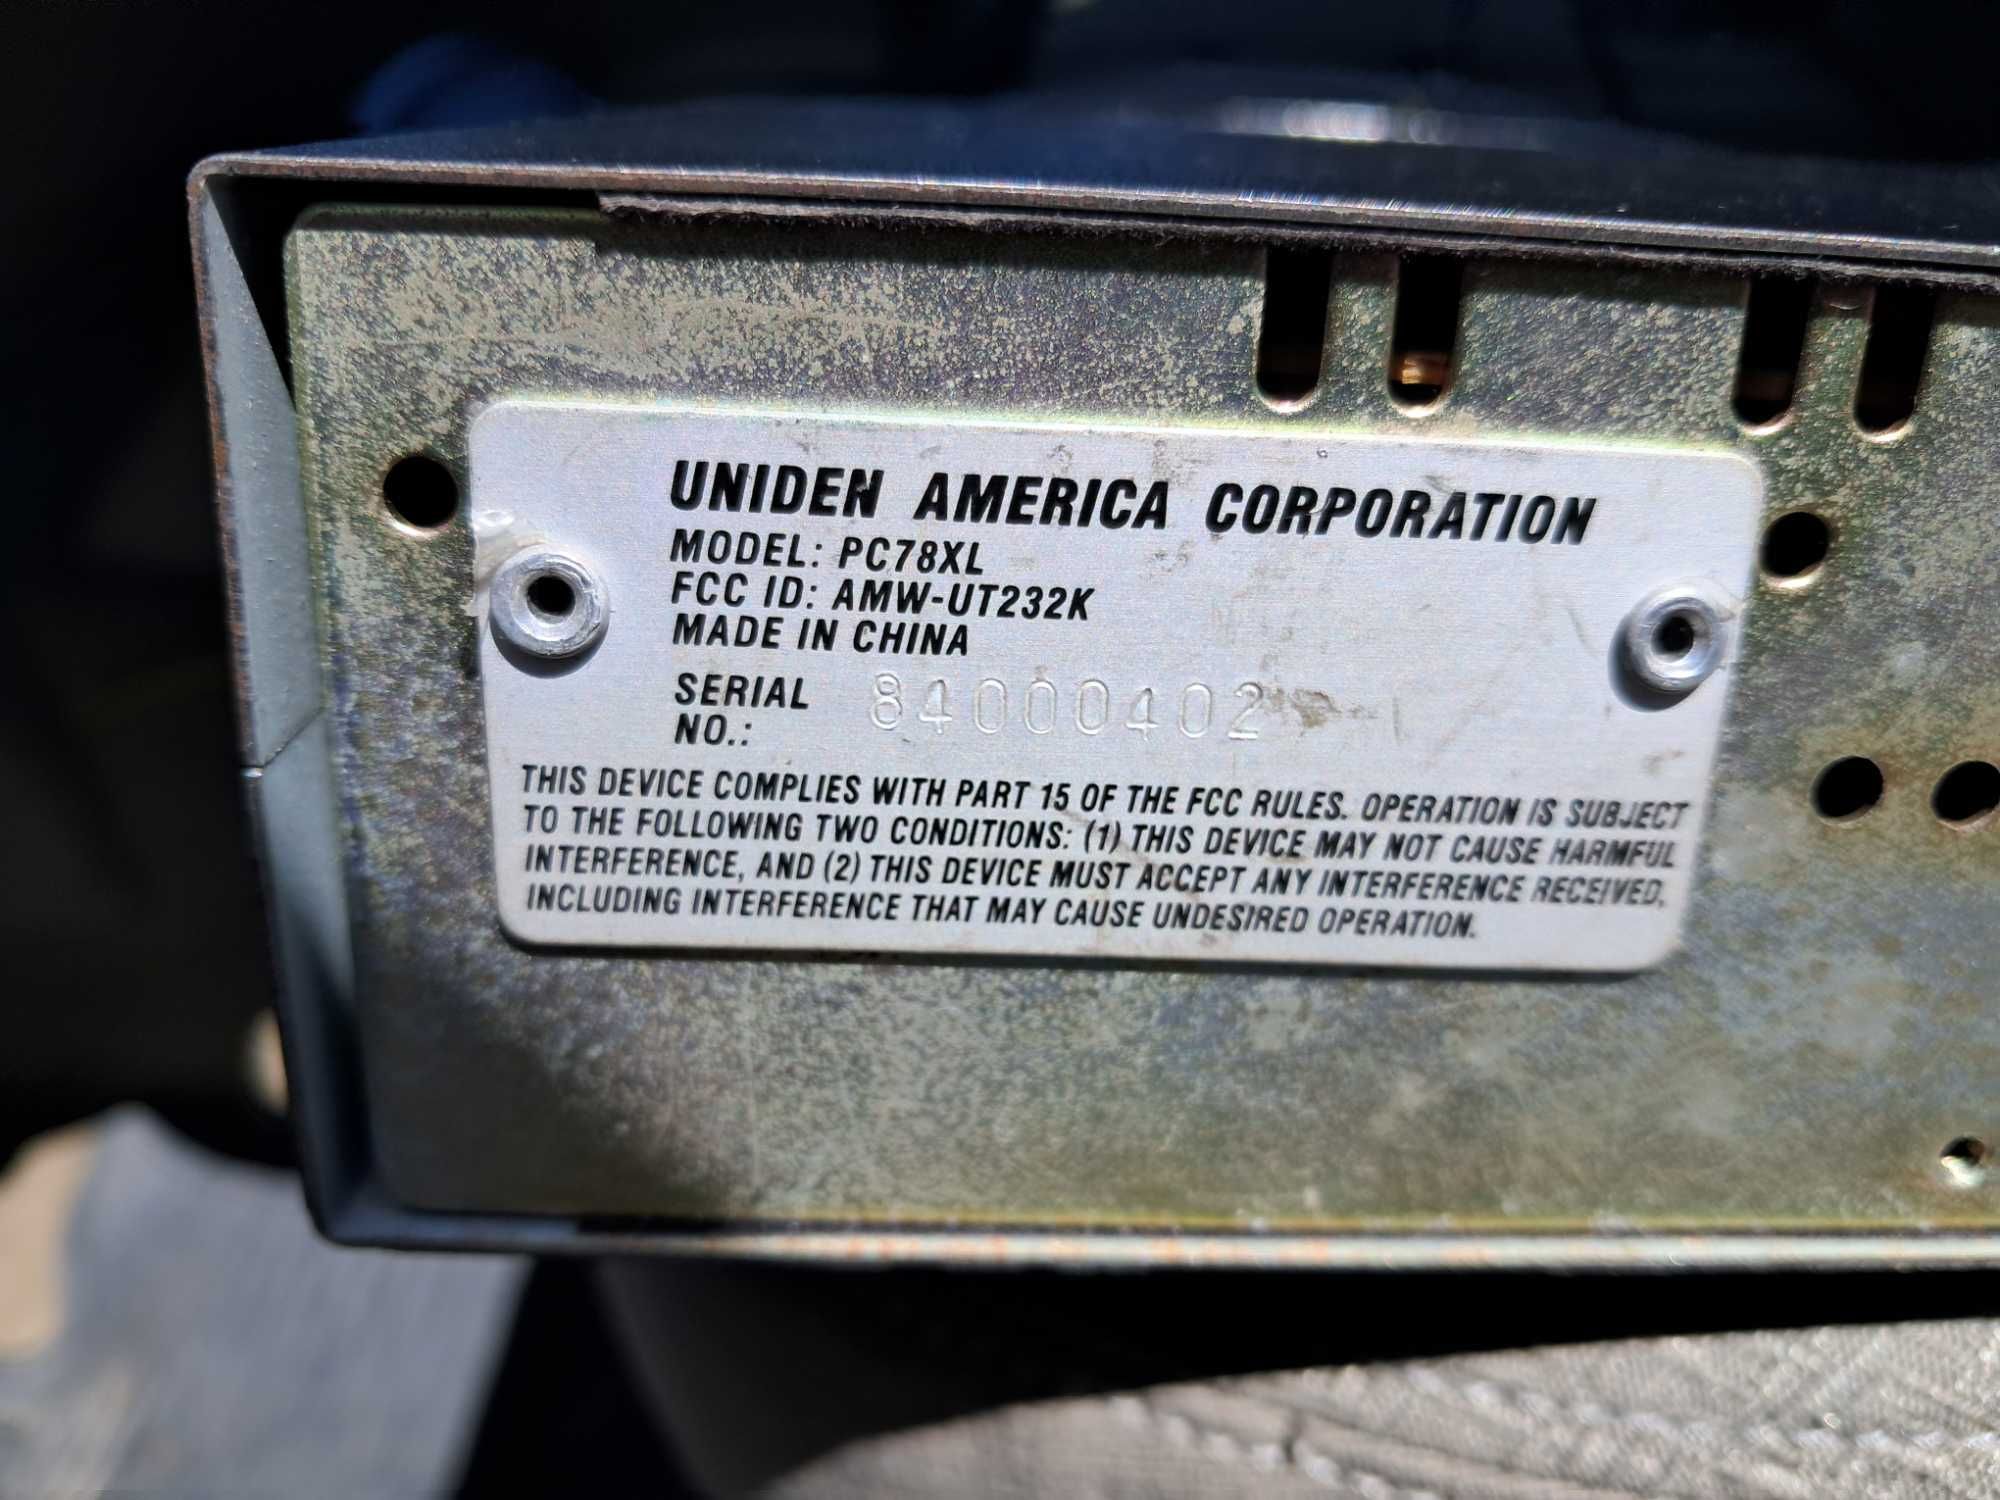 UNIDEN AMERICA CORPORATION
MODEL: PC78XL
FCC ID: AMW-UT232K
MADE IN CHINA
SERIAL NO.: 84000402
THIS DEVICE COMPLIES WITH PART 15 OF THE FCC RULES. OPERATION IS SUBJECT
TO THE FOLLOWING TWO CONDITIONS: (1) THIS DEVICE MAY NOT CAUSE HARMFUL
INTERFERENCE, AND (2) THIS DEVICE MUST ACCEPT ANY INTERFERENCE RECEIVED,
INCLUDING INTERFERENCE THAT MAY CAUSE UNDESIRED OPERATION.